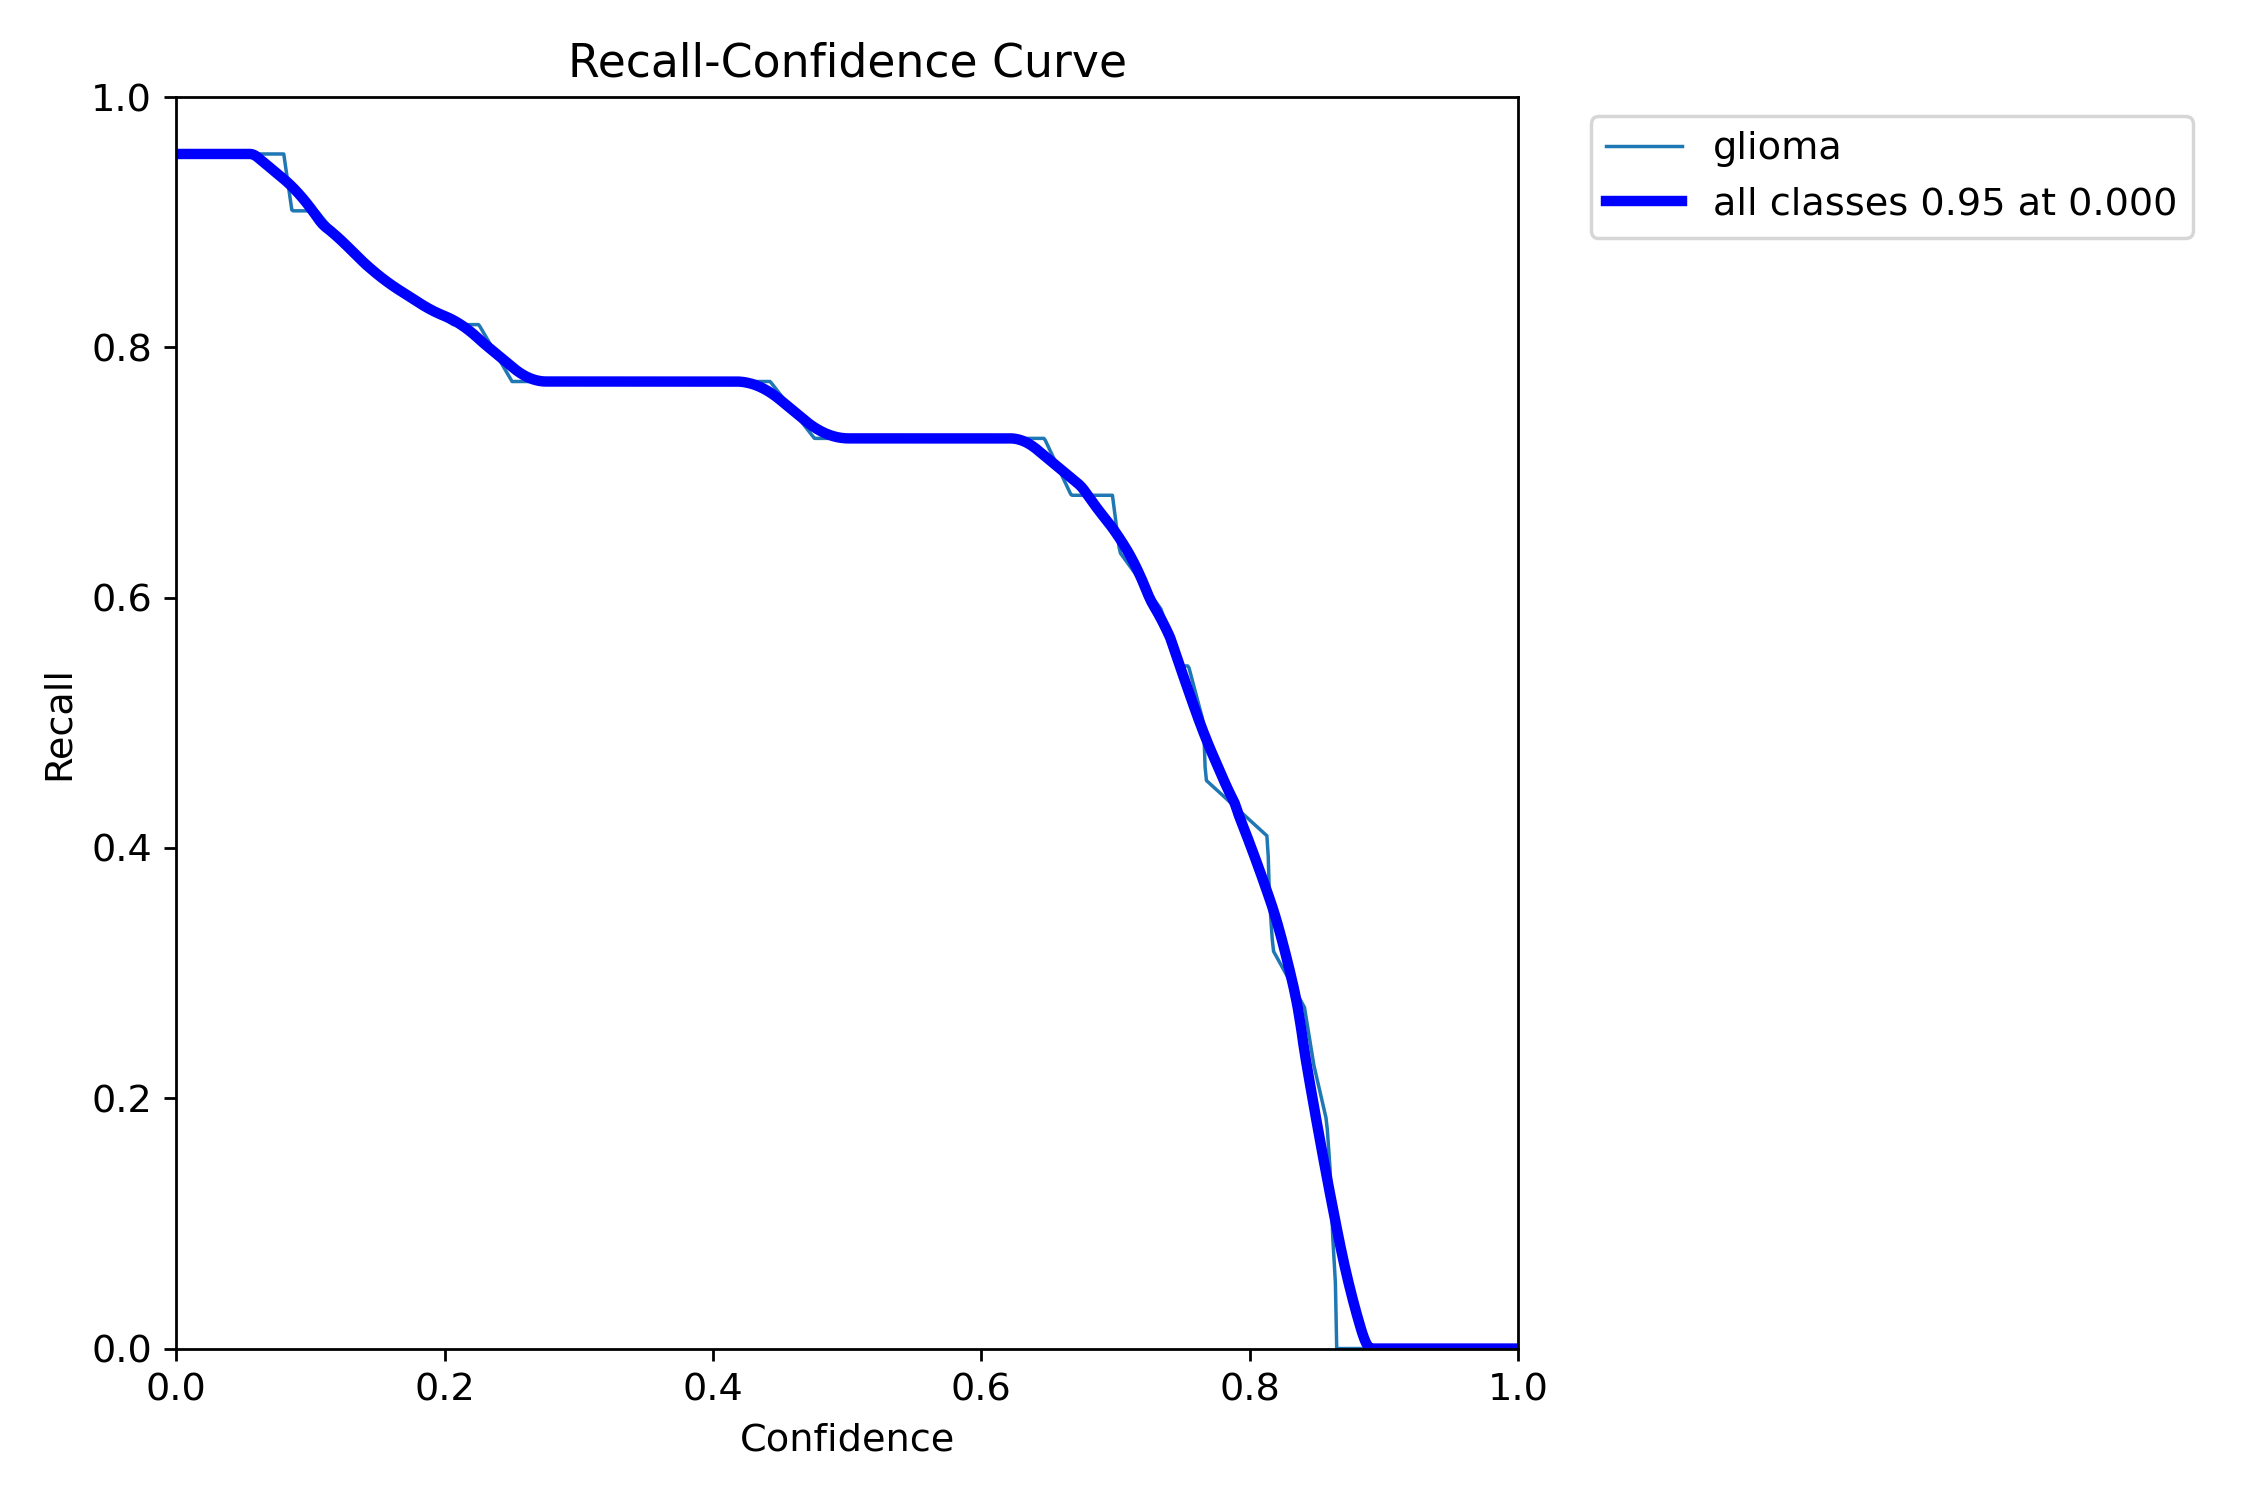 Recall-Confidence Curve
1.0
0.8
0.6
0.4
0.2
0.0
Recall
0.0 0.2 0.4 0.6 0.8 1.0
Confidence
glioma
all classes 0.95 at 0.000